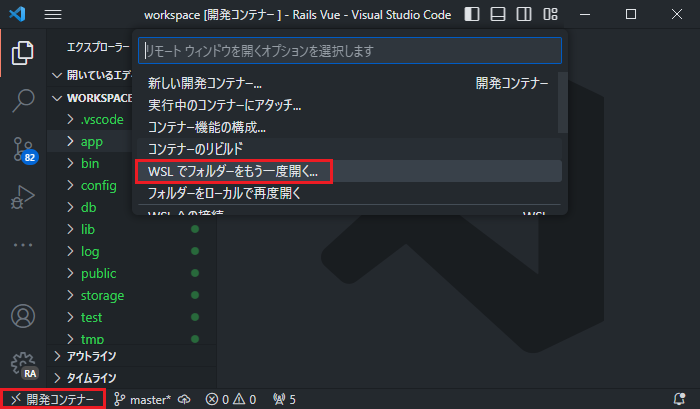 workspace [開発コンテナー] - Rails Vue - Visual Studio Code
エクスプローラー
リモート ウィンドウを開くオプションを選択します
新しい開発コンテナー... 開発コンテナー
実行中のコンテナーにアタッチ...
コンテナー機能の構成...
コンテナーのリビルド
WSL でフォルダーをもう一度開く...
フォルダーをローカルで再度開く
WSL への接続 WSL
開いているエディ
WORKSPACE
.vscode
app
bin
config
db
lib
log
public
storage
test
tmp
アウトライン
タイムライン
82
RA
開発コンテナー master* 0 0 5